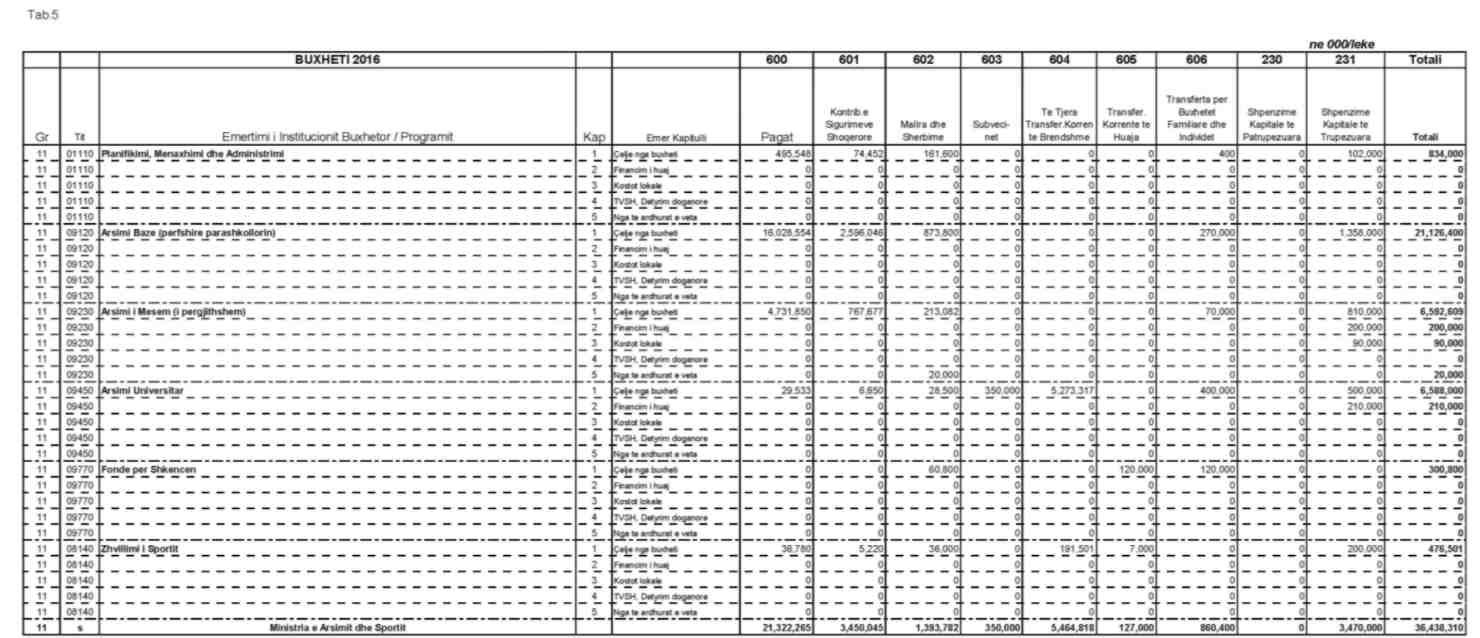 Tab.5
ne 000/leke
BUXHETI 2016 600 601 602 603 604 605 606 230 231 Totali
Gr Tit Emertimi i Institucionit Buxhetor / Programit Kap Emer Kapitulli Pagat Kontrib.e Sigurimeve Shoqerore Mallra dhe Sherbime Subvecionet Te Tjera Transfer.Korren te Brendshme Transfer. Korrente te Huaja Transferta per Buxhetet Familiare dhe Individet Shpenzime Kapitale te Patrupezuara Shpenzime Kapitale te Trupezuara Totali
11 01110 Planifikimi, Menaxhimi dhe Administrimi 1 Çelje nga buxheti 495,548 74,452 161,600 0 0 0 400 0 102,000 834,000
11 01110 2 Financim i huaj 0 0 0 0 0 0 0 0 0 0
11 01110 3 Kostot lokale 0 0 0 0 0 0 0 0 0 0
11 01110 4 TVSH, Detyrim doganore 0 0 0 0 0 0 0 0 0 0
11 01110 5 Nga te ardhurat e veta 0 0 0 0 0 0 0 0 0 0
11 09120 Arsimi Baze (perfshire parashkollorin) 1 Çelje nga buxheti 16,028,554 2,596,046 873,800 0 0 0 270,000 0 1,358,000 21,126,400
11 09120 2 Financim i huaj 0 0 0 0 0 0 0 0 0 0
11 09120 3 Kostot lokale 0 0 0 0 0 0 0 0 0 0
11 09120 4 TVSH, Detyrim doganore 0 0 0 0 0 0 0 0 0 0
11 09120 5 Nga te ardhurat e veta 0 0 0 0 0 0 0 0 0 0
11 09230 Arsimi i Mesem (i pergjithshem) 1 Çelje nga buxheti 4,731,850 767,677 213,082 0 0 0 70,000 0 810,000 6,592,609
11 09230 2 Financim i huaj 0 0 0 0 0 0 0 0 200,000 200,000
11 09230 3 Kostot lokale 0 0 0 0 0 0 0 0 90,000 90,000
11 09230 4 TVSH, Detyrim doganore 0 0 0 0 0 0 0 0 0 0
11 09230 5 Nga te ardhurat e veta 0 0 20,000 0 0 0 0 0 0 20,000
11 09450 Arsimi Universitar 1 Çelje nga buxheti 29,533 6,650 28,500 350,000 5,273,317 0 400,000 0 500,000 6,588,000
11 09450 2 Financim i huaj 0 0 0 0 0 0 0 0 210,000 210,000
11 09450 3 Kostot lokale 0 0 0 0 0 0 0 0 0 0
11 09450 4 TVSH, Detyrim doganore 0 0 0 0 0 0 0 0 0 0
11 09450 5 Nga te ardhurat e veta 0 0 0 0 0 0 0 0 0 0
11 09770 Fonde per Shkencen 1 Çelje nga buxheti 0 0 60,800 0 0 120,000 120,000 0 0 300,800
11 09770 2 Financim i huaj 0 0 0 0 0 0 0 0 0 0
11 09770 3 Kostot lokale 0 0 0 0 0 0 0 0 0 0
11 09770 4 TVSH, Detyrim doganore 0 0 0 0 0 0 0 0 0 0
11 09770 5 Nga te ardhurat e veta 0 0 0 0 0 0 0 0 0 0
11 08140 Zhvillimi i Sportit 1 Çelje nga buxheti 36,780 5,220 36,000 0 191,501 7,000 0 0 200,000 476,501
11 08140 2 Financim i huaj 0 0 0 0 0 0 0 0 0 0
11 08140 3 Kostot lokale 0 0 0 0 0 0 0 0 0 0
11 08140 4 TVSH, Detyrim doganore 0 0 0 0 0 0 0 0 0 0
11 08140 5 Nga te ardhurat e veta 0 0 0 0 0 0 0 0 0 0
11 s Ministria e Arsimit dhe Sportit 21,322,265 3,450,045 1,393,782 350,000 5,464,818 127,000 860,400 0 3,470,000 36,438,310